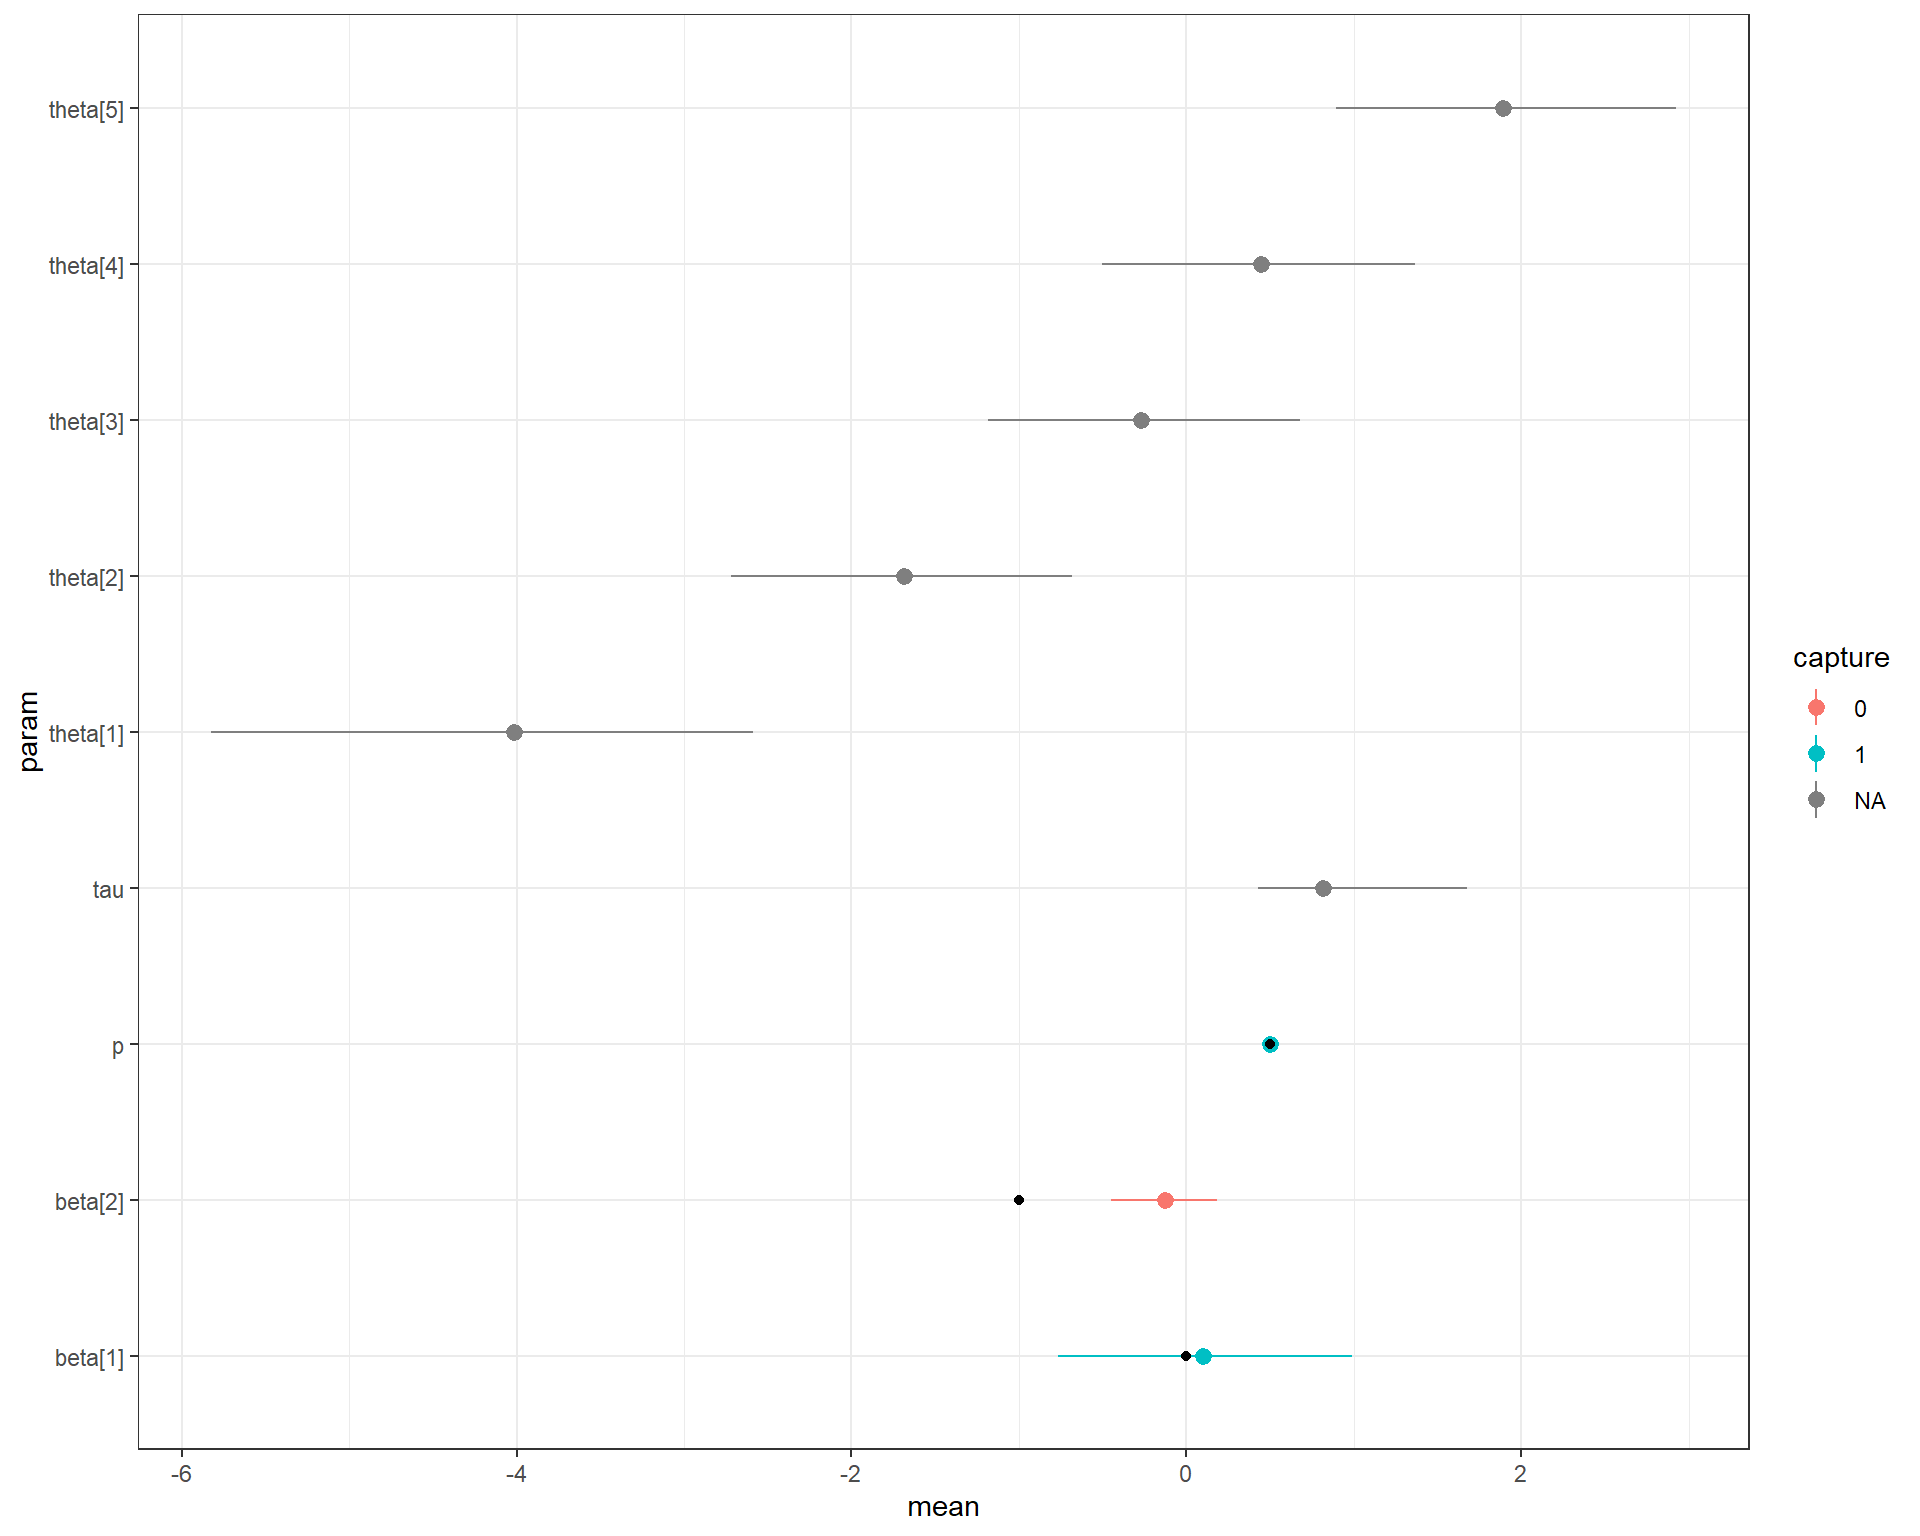 theta[5]
theta[4]
theta[3]
theta[2]
theta[1]
tau
p
beta[2]
beta[1]
param
-6
-4
-2
0
2
mean
capture
0
1
NA